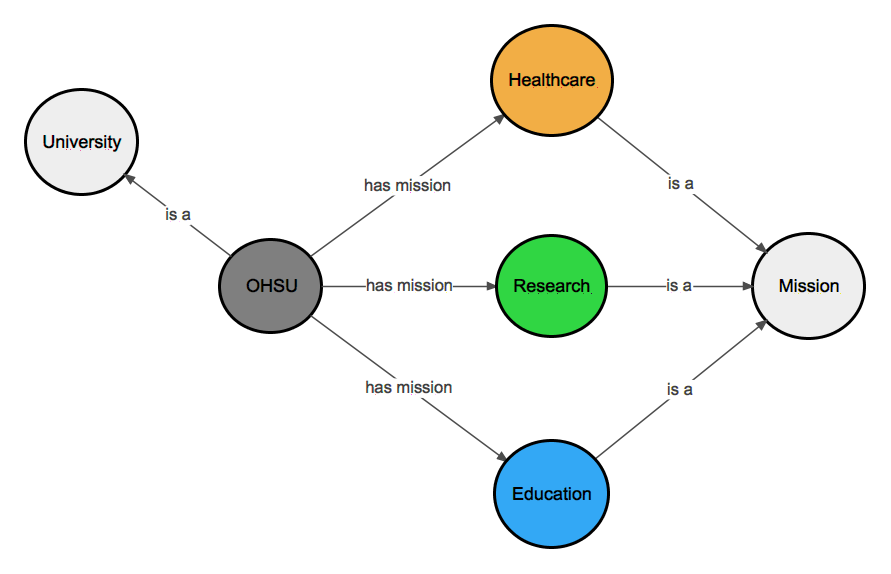 Healthcare
University
has mission
is a
is a
OHSU
has mission
Research
is a
Mission
has mission
is a
Education